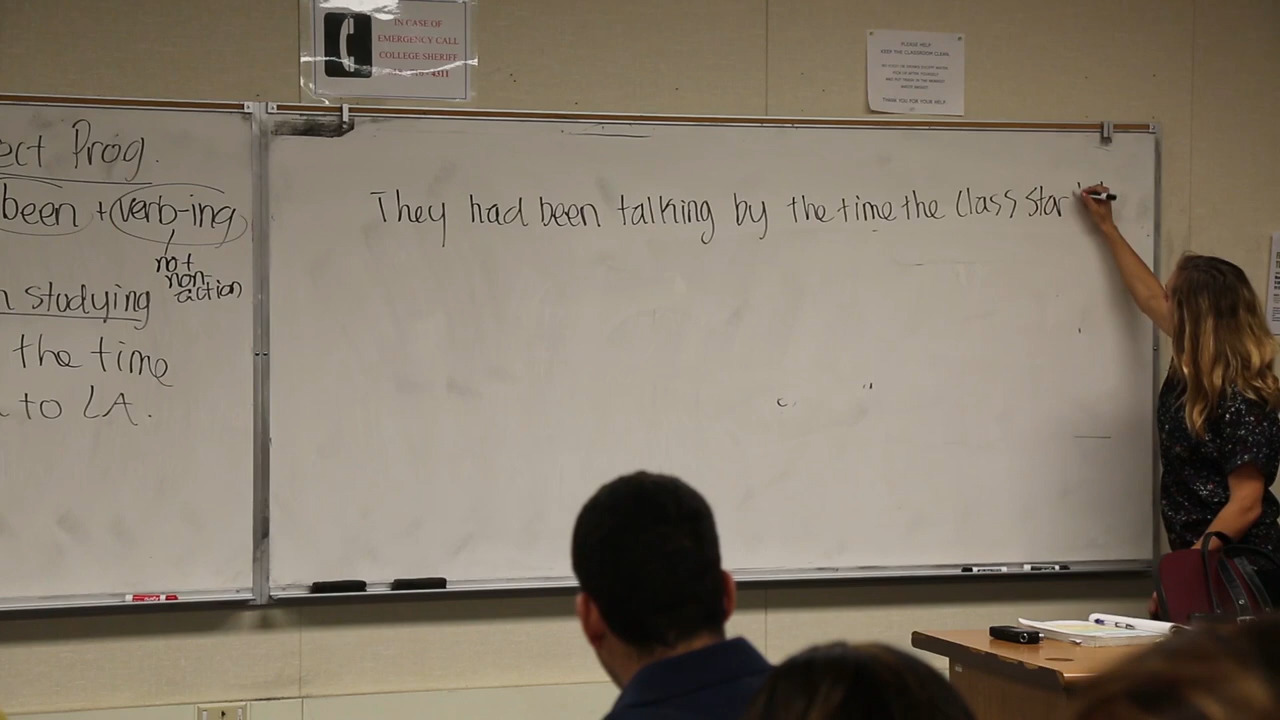 IN CASE OF
EMERGENCY CALL
COLLEGE SHERIFF
4311
PLEASE HELP
KEEP THE CLASSROOM CLEAN
THANK YOU FOR YOUR HELP
ect Prog.
been + verb-ing
not
non-
action
n studying
the time
to LA.
They had been talking by the time the class star